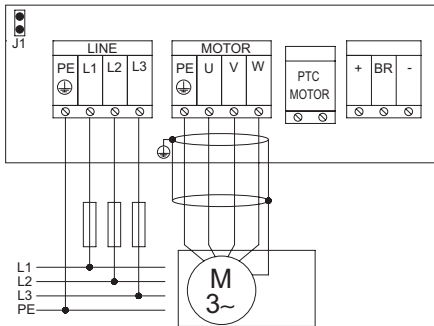 J1
LINE
MOTOR
PE L1 L2 L3
PE U V W
PTC
MOTOR
+ BR -
L1
L2
L3
PE
M
3~